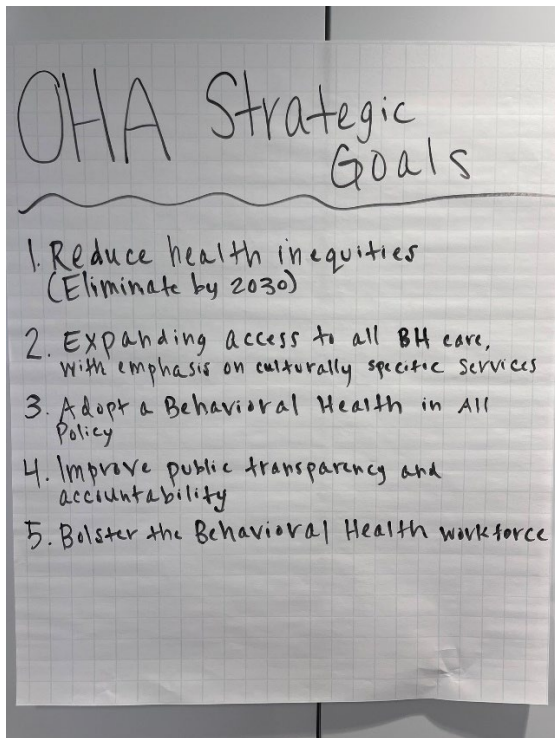 OHA Strategic
Goals
1. Reduce health inequities
(Eliminate by 2030)
2. Expanding access to all BH care,
with emphasis on culturally specific services
3. Adopt a Behavioral Health in All
Policy
4. Improve public transparency and
accountability
5. Bolster the Behavioral Health workforce